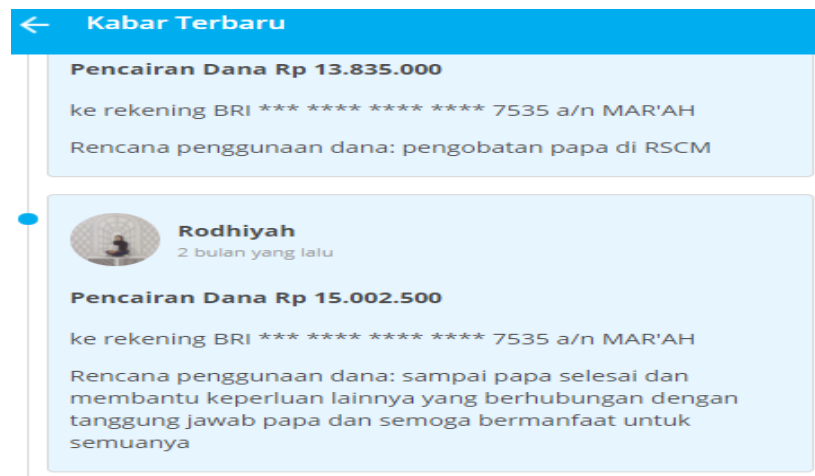 Kabar Terbaru
Pencairan Dana Rp 13.835.000
ke rekening BRI *** **** **** **** 7535 a/n MAR'AH
Rencana penggunaan dana: pengobatan papa di RSCM
Rodhiyah
2 bulan yang lalu
Pencairan Dana Rp 15.002.500
ke rekening BRI *** **** **** **** 7535 a/n MAR'AH
Rencana penggunaan dana: sampai papa selesai dan
membantu keperluan lainnya yang berhubungan dengan
tanggung jawab papa dan semoga bermanfaat untuk
semuanya